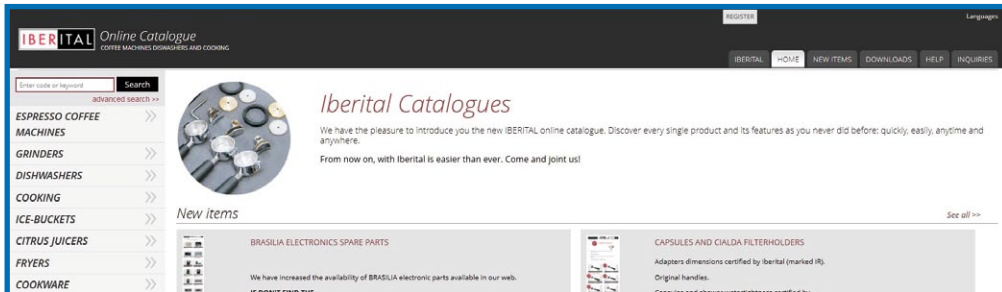 REGISTER
Languages
IBERITAL Online Catalogue
COFFEE MACHINES DISWASHERS AND COOKING
IBERITAL HOME NEW ITEMS DOWNLOADS HELP INQUIRIES
Enter code or keyword Search
advanced search >>
ESPRESSO COFFEE
MACHINES
GRINDERS
DISHWASHERS
COOKING
ICE-BUCKETS
CITRUS JUICERS
FRYERS
COOKWARE
Iberital Catalogues
We have the pleasure to introduce you the new IBERITAL online catalogue. Discover every single product and its features as you never did before: quickly, easily, anytime and
anywhere.
From now on, with Iberital is easier than ever. Come and joint us!
New items
See all >>
BRASILIA ELECTRONICS SPARE PARTS
We have increased the availability of BRASILIA electronic parts available in our web.
CAPSULES AND CIALDA FILTERHOLDERS
Adapters dimensions certified by Iberital (marked IR).
Original handles.